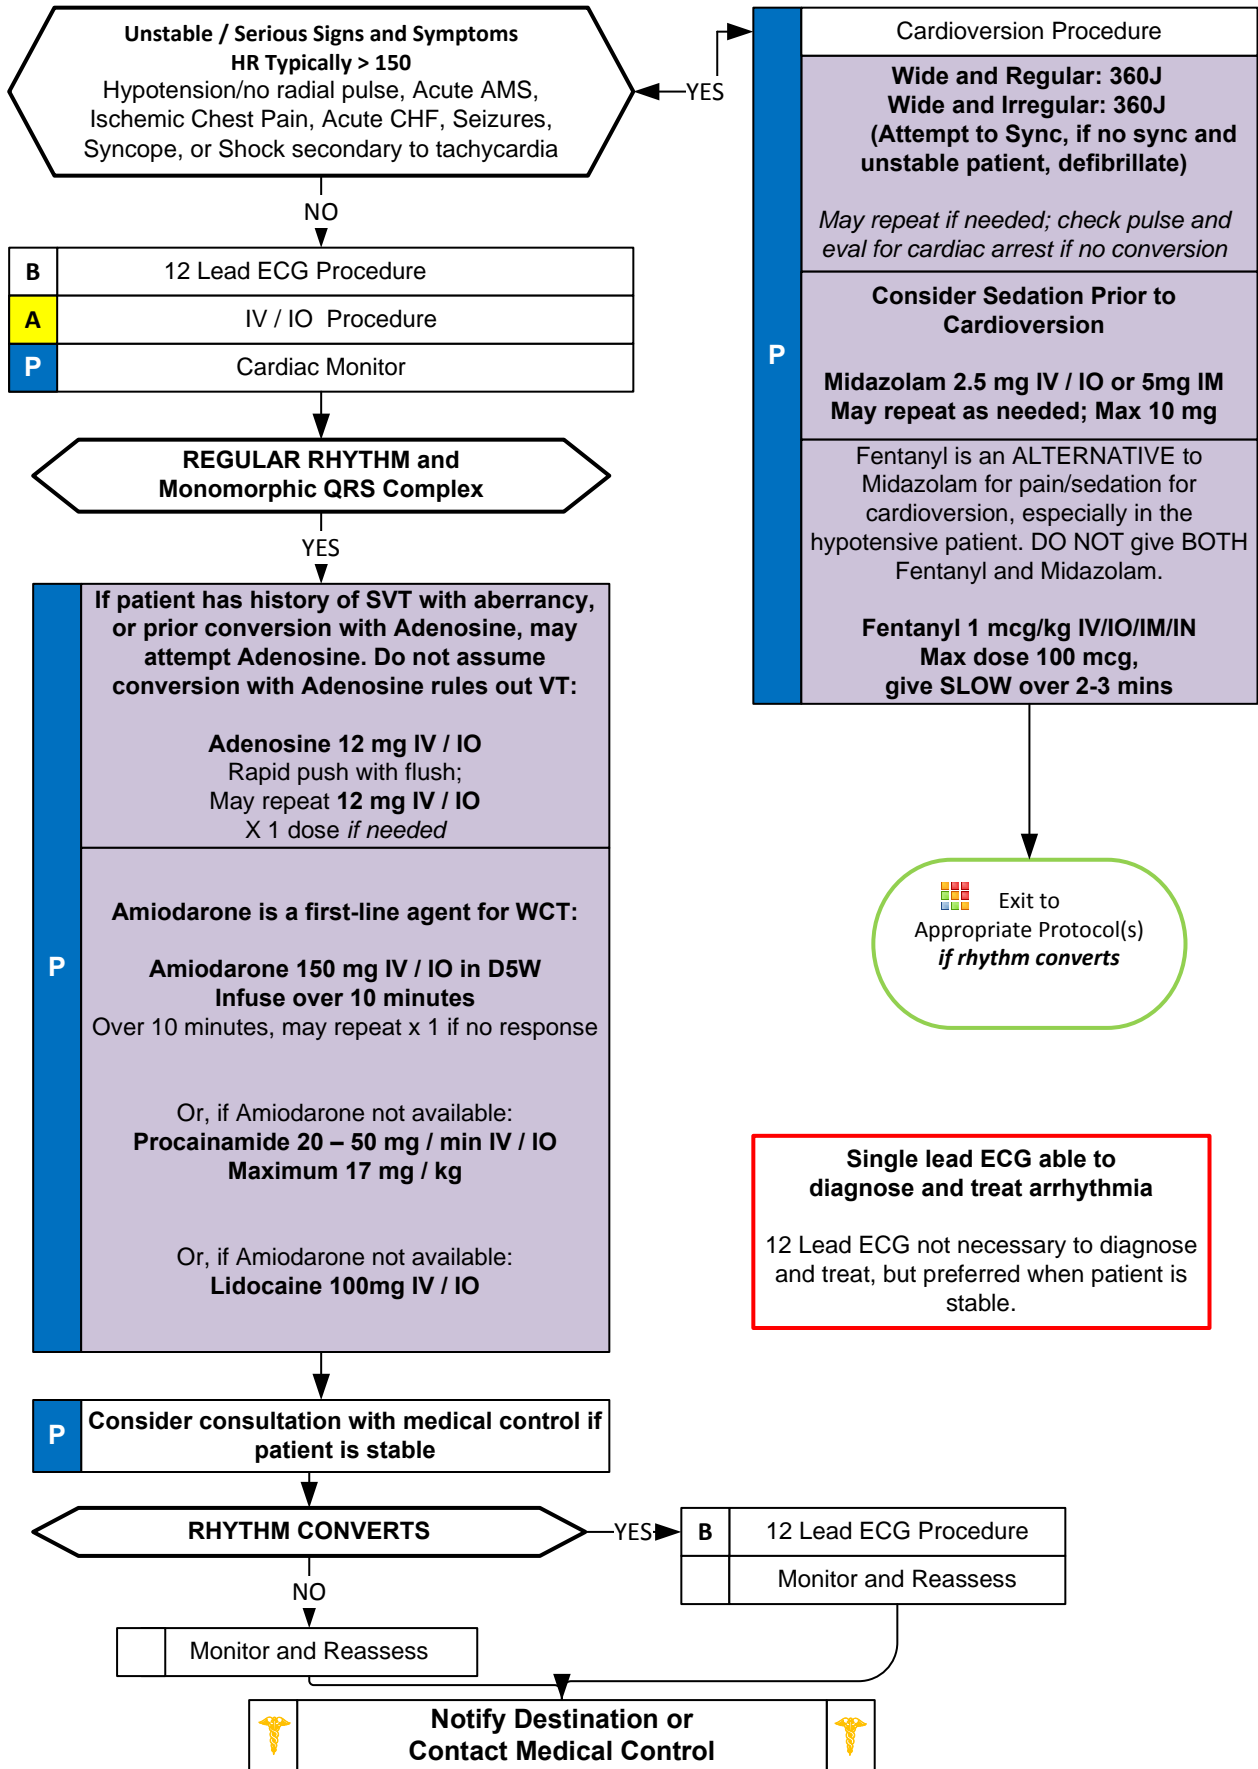 Unstable / Serious Signs and Symptoms
HR Typically > 150
Hypotension/no radial pulse, Acute AMS,
Ischemic Chest Pain, Acute CHF, Seizures,
Syncope, or Shock secondary to tachycardia
YES
NO
B 12 Lead ECG Procedure
A IV / IO Procedure
P Cardiac Monitor
REGULAR RHYTHM and
Monomorphic QRS Complex
YES
P
If patient has history of SVT with aberrancy,
or prior conversion with Adenosine, may
attempt Adenosine. Do not assume
conversion with Adenosine rules out VT:
Adenosine 12 mg IV / IO
Rapid push with flush;
May repeat 12 mg IV / IO
X 1 dose if needed
Amiodarone is a first-line agent for WCT:
Amiodarone 150 mg IV / IO in D5W
Infuse over 10 minutes
Over 10 minutes, may repeat x 1 if no response
Or, if Amiodarone not available:
Procainamide 20 – 50 mg / min IV / IO
Maximum 17 mg / kg
Or, if Amiodarone not available:
Lidocaine 100mg IV / IO
P
Consider consultation with medical control if
patient is stable
RHYTHM CONVERTS
YES
B 12 Lead ECG Procedure
Monitor and Reassess
NO
Monitor and Reassess
Notify Destination or
Contact Medical Control
Cardioversion Procedure
P
Wide and Regular: 360J
Wide and Irregular: 360J
(Attempt to Sync, if no sync and
unstable patient, defibrillate)
May repeat if needed; check pulse and
eval for cardiac arrest if no conversion
Consider Sedation Prior to
Cardioversion
Midazolam 2.5 mg IV / IO or 5mg IM
May repeat as needed; Max 10 mg
Fentanyl is an ALTERNATIVE to
Midazolam for pain/sedation for
cardioversion, especially in the
hypotensive patient. DO NOT give BOTH
Fentanyl and Midazolam.
Fentanyl 1 mcg/kg IV/IO/IM/IN
Max dose 100 mcg,
give SLOW over 2-3 mins
Exit to
Appropriate Protocol(s)
if rhythm converts
Single lead ECG able to
diagnose and treat arrhythmia
12 Lead ECG not necessary to diagnose
and treat, but preferred when patient is
stable.